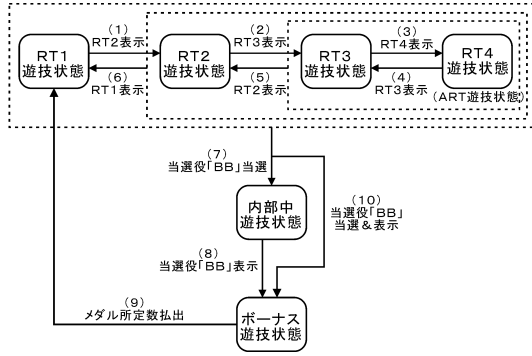 (1)
RT2表示
(2)
RT3表示
(3)
RT4表示
RT1
遊技状態
RT2
遊技状態
RT3
遊技状態
RT4
遊技状態
(6)
RT1表示
(5)
RT2表示
(4)
RT3表示
(ART遊技状態)
(7)
当選役「BB」当選
(10)
当選役「BB」
当選&表示
内部中
遊技状態
(8)
当選役「BB」表示
(9)
メダル所定数払出
ボーナス
遊技状態